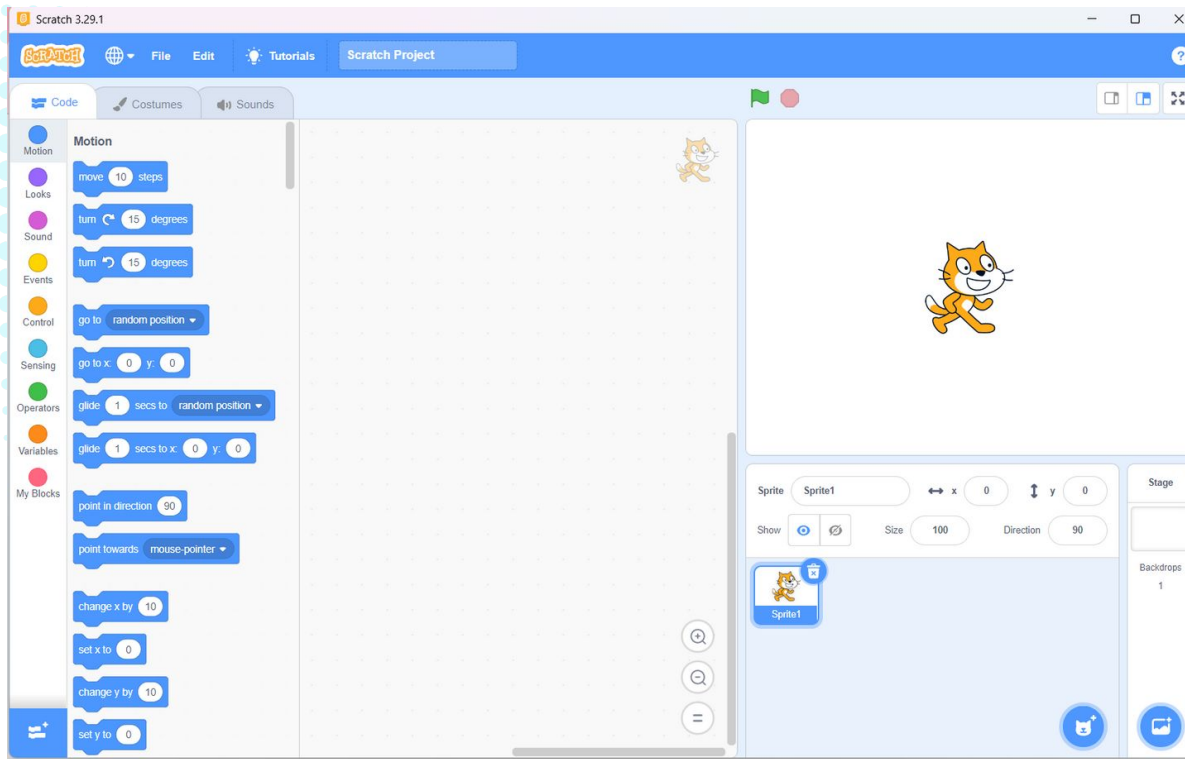 Scratch 3.29.1
SCRATCH File Edit Tutorials Scratch Project ?
Code Costumes Sounds
Motion
Looks
Sound
Events
Control
Sensing
Operators
Variables
My Blocks
Motion
move 10 steps
turn 15 degrees
turn 15 degrees
go to random position
go to x: 0 y: 0
glide 1 secs to random position
glide 1 secs to x: 0 y: 0
point in direction 90
point towards mouse-pointer
change x by 10
set x to 0
change y by 10
set y to 0
Sprite Sprite1 x 0 y 0
Show Size 100 Direction 90
Sprite1
Stage
Backdrops
1